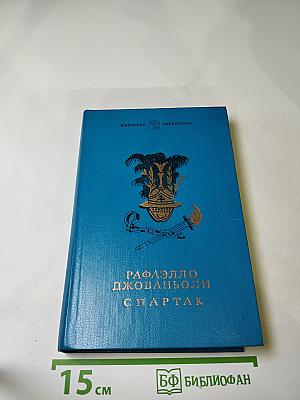 ШКОЛЬНАЯ БИБЛИОТЕКА
РАФАЭЛЛО
ДЖОВАНЬОЛИ
СПАРТАК
15 см
БФ БИБЛИОФАН